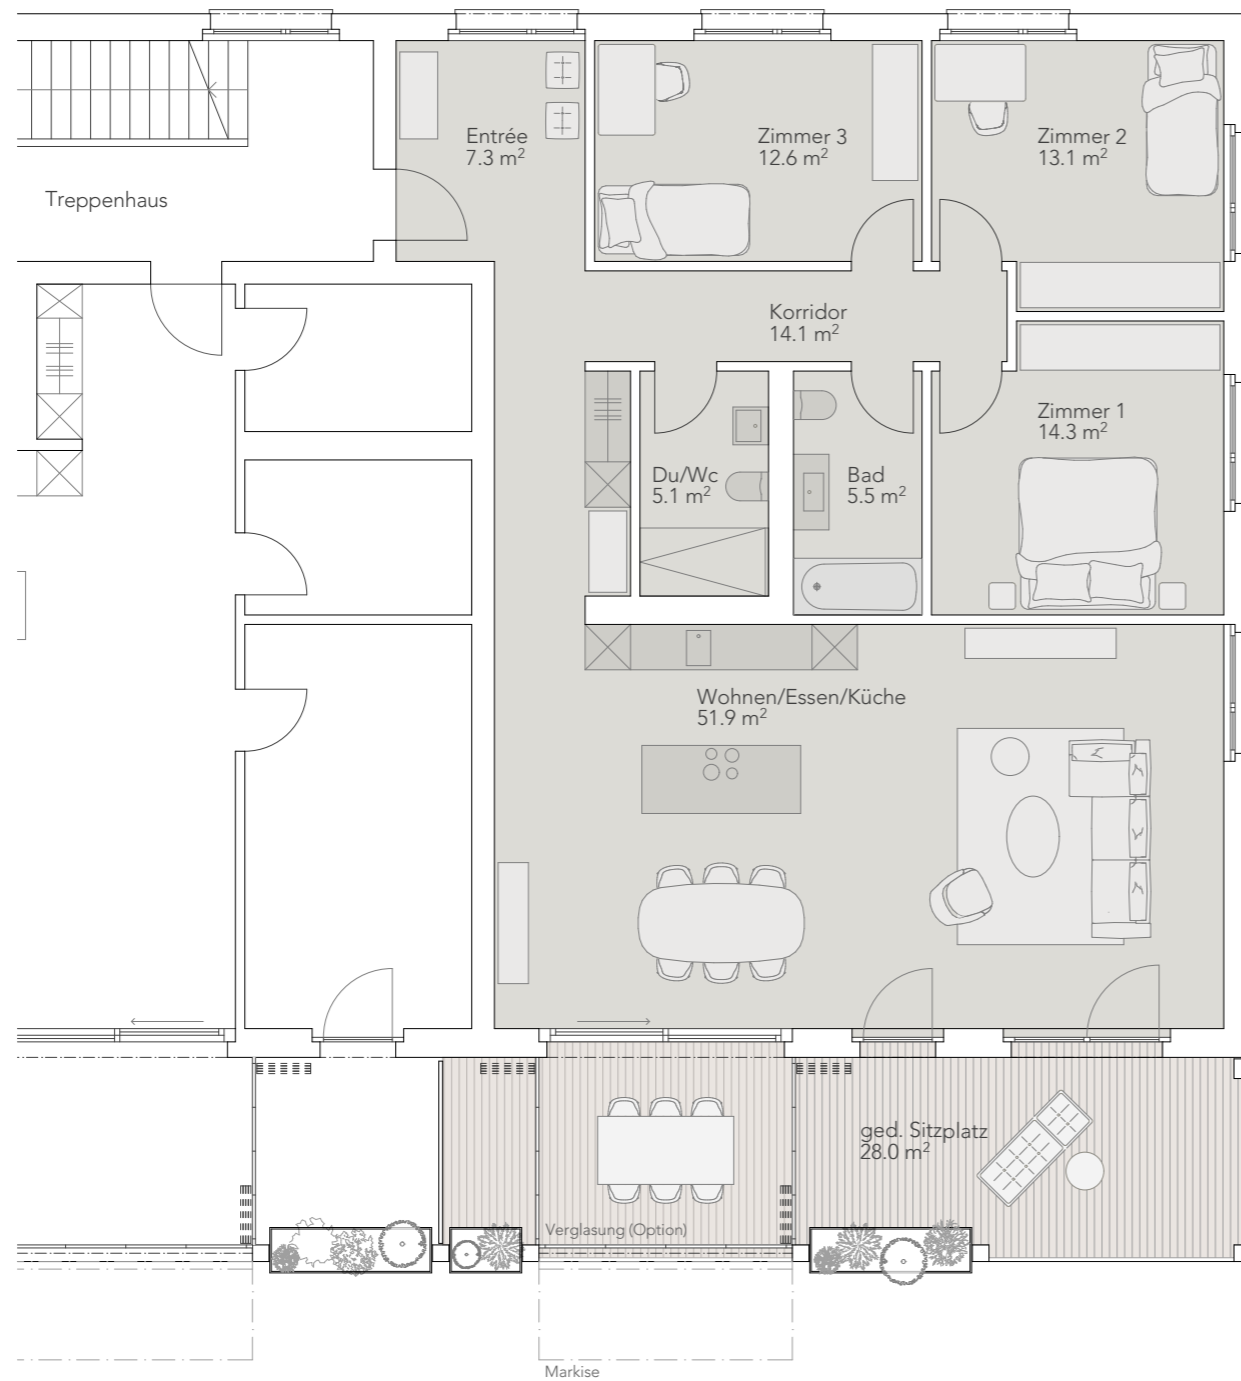 Entrée
7.3 m²
Zimmer 3
12.6 m²
Zimmer 2
13.1 m²
Treppenhaus
Korridor
14.1 m²
Zimmer 1
14.3 m²
Du/Wc
5.1 m²
Bad
5.5 m²
Wohnen/Essen/Küche
51.9 m²
ged. Sitzplatz
28.0 m²
Verglasung (Option)
Markise